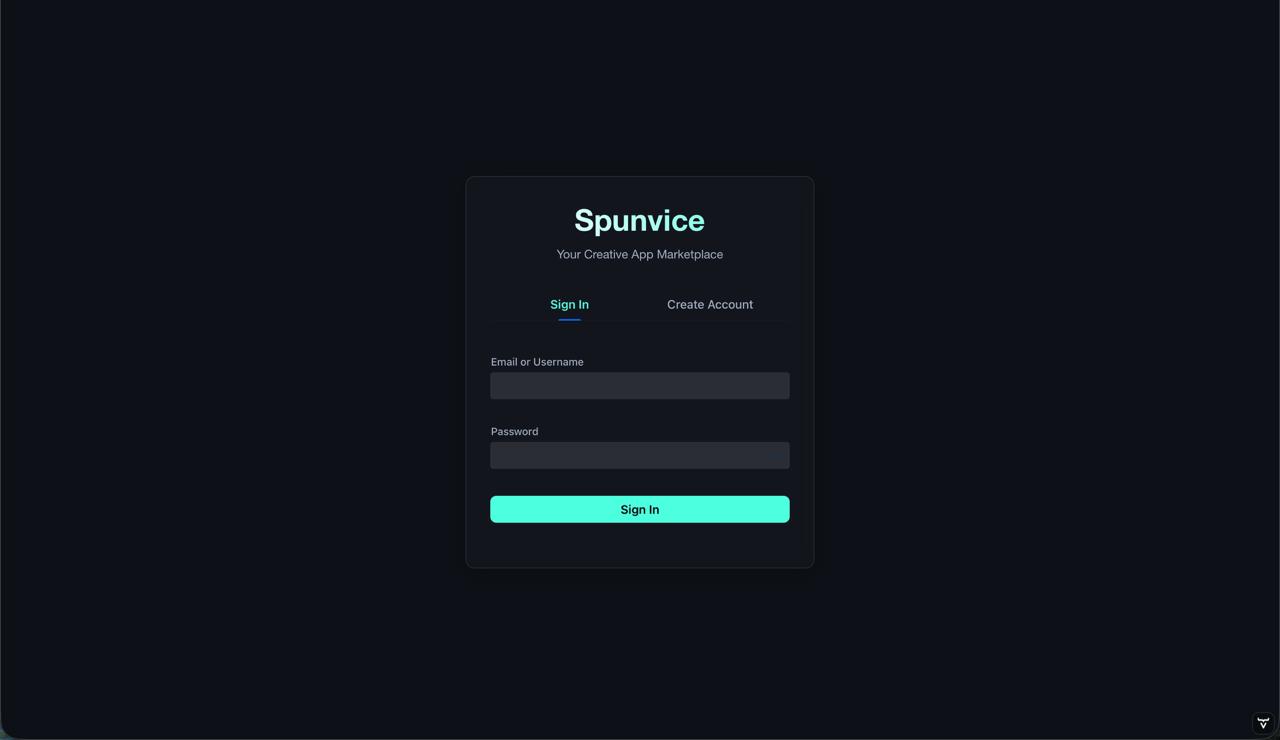 Spunvice
Your Creative App Marketplace
Sign In
Create Account
Email or Username
Password
Sign In